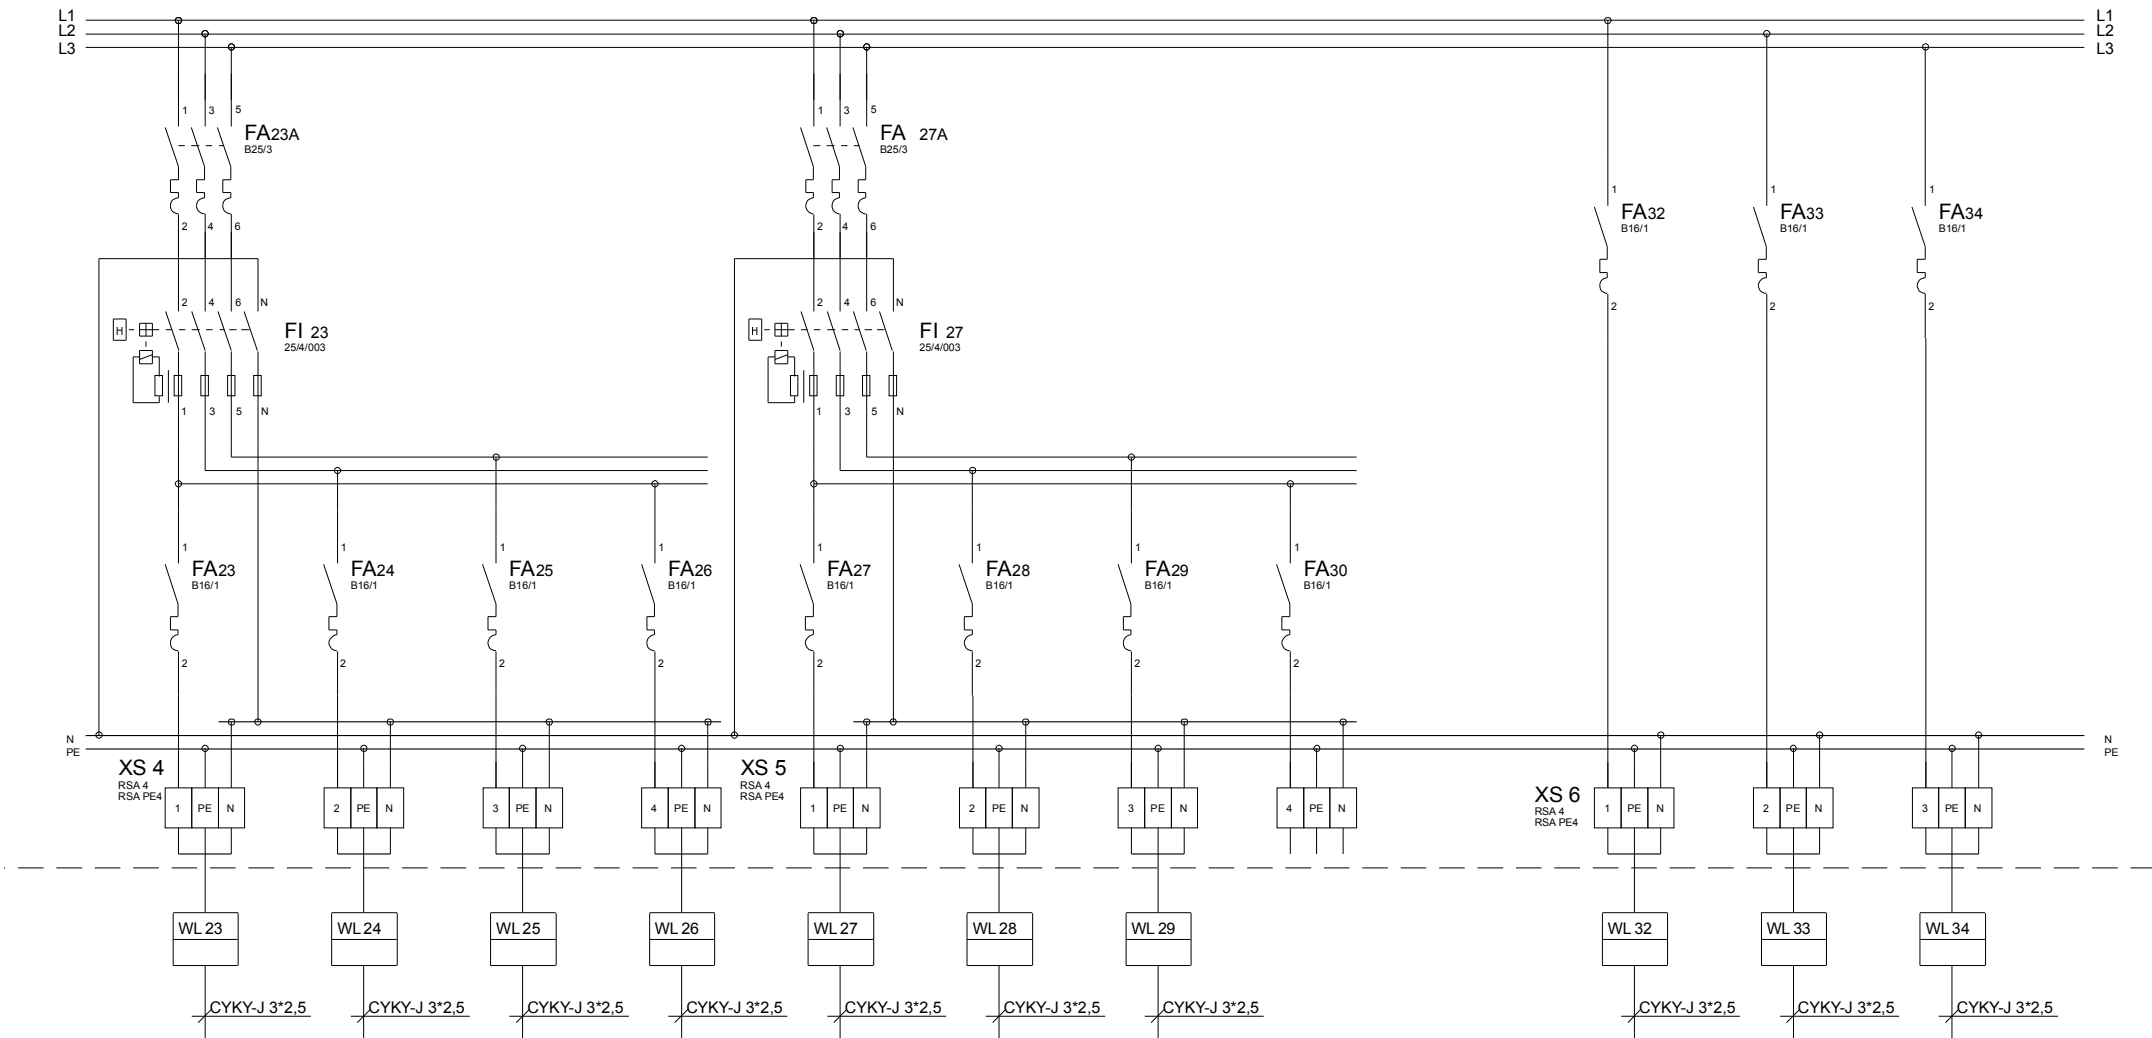 L1 L1
L2 L2
L3 L3
1 3 5 1 3 5
FA23A FA 27A
B25/3 B25/3
1 1 1
FA32 FA33 FA34
B16/1 B16/1 B16/1
2 4 6 2 4 6
2 4 6 N 2 4 6 N 2 2 2
H FI 23 H FI 27
25/4/003 25/4/003
1 3 5 N 1 3 5 N
1 1 1 1 1 1 1 1
FA23 FA24 FA25 FA26 FA27 FA28 FA29 FA30
B16/1 B16/1 B16/1 B16/1 B16/1 B16/1 B16/1 B16/1
2 2 2 2 2 2 2 2
N N
PE PE
XS 4 XS 5 XS 6
RSA 4 RSA 4 RSA 4
RSA PE4 RSA PE4 RSA PE4
1 PE N 2 PE N 3 PE N 4 PE N 1 PE N 2 PE N 3 PE N 4 PE N 1 PE N 2 PE N 3 PE N
WL 23 WL 24 WL 25 WL 26 WL 27 WL 28 WL 29 WL 32 WL 33 WL 34
CYKY-J 3*2,5 CYKY-J 3*2,5 CYKY-J 3*2,5 CYKY-J 3*2,5 CYKY-J 3*2,5 CYKY-J 3*2,5 CYKY-J 3*2,5 CYKY-J 3*2,5 CYKY-J 3*2,5 CYKY-J 3*2,5